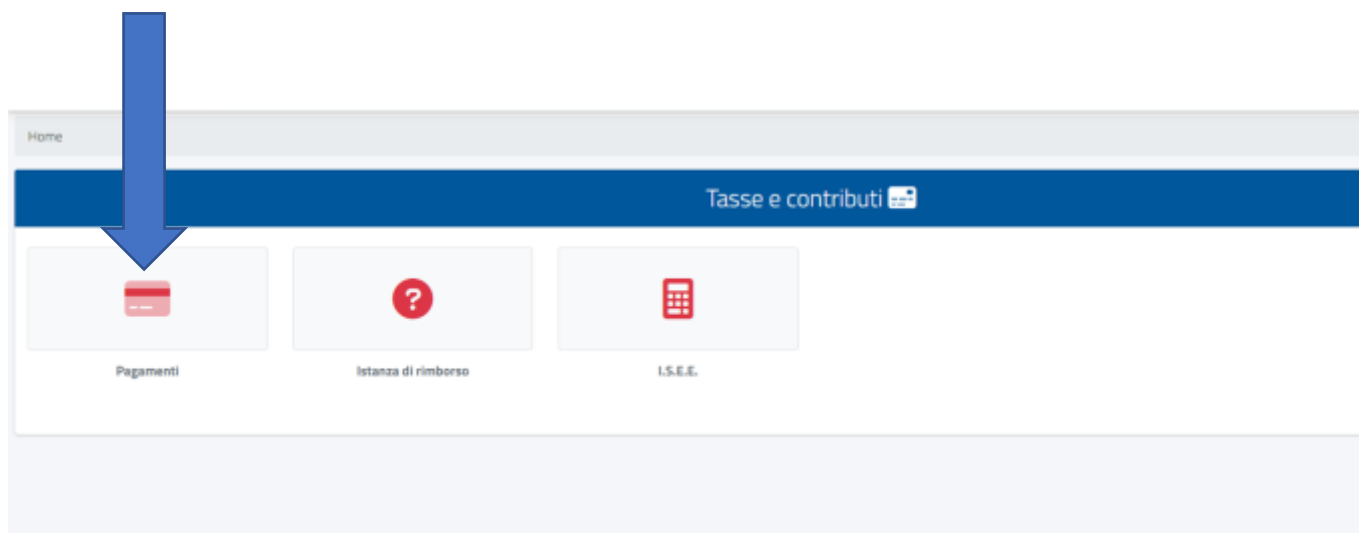 Home
Tasse e contributi
Pagamenti
Istanza di rimborso
I.S.E.E.